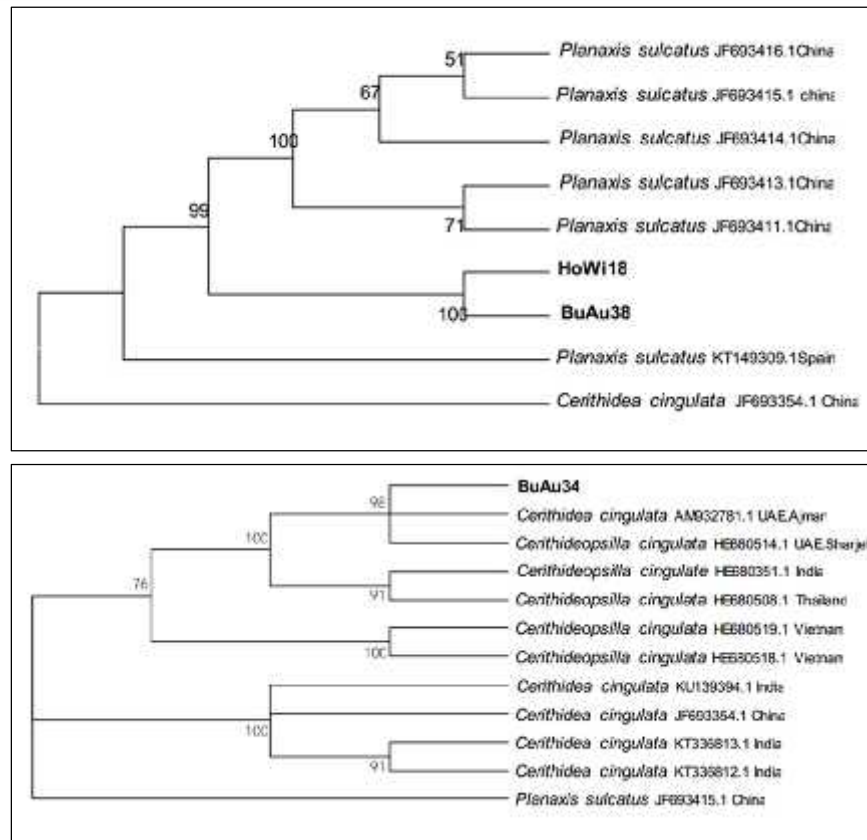 Planaxis sulcatus JF693416.1China
51
Planaxis sulcatus JF693415.1 china
67
Planaxis sulcatus JF693414.1China
100
Planaxis sulcatus JF693413.1China
99
71
Planaxis sulcatus JF693411.1China
HoWi18
100
BuAu38
Planaxis sulcatus KT149309.1Spain
Cerithidea cingulata JF693354.1 China
BuAu34
98
Cerithidea cingulata AM932781.1 UAE,Ajman
100
Cerithideopsilla cingulata HE680514.1 UAE,Sharjel
Cerithideopsilla cingulate HE680351.1 India
76
91
Cerithideopsilla cingulata HE680508.1 Thailand
Cerithideopsilla cingulata HE680519.1 Vietnam
100
Cerithideopsilla cingulata HE680518.1 Vietnam
Cerithidea cingulata KU139394.1 India
Cerithidea cingulata JF693354.1 China
100
Cerithidea cingulata KT336813.1 India
91
Cerithidea cingulata KT336812.1 India
Planaxis sulcatus JF693415.1 China